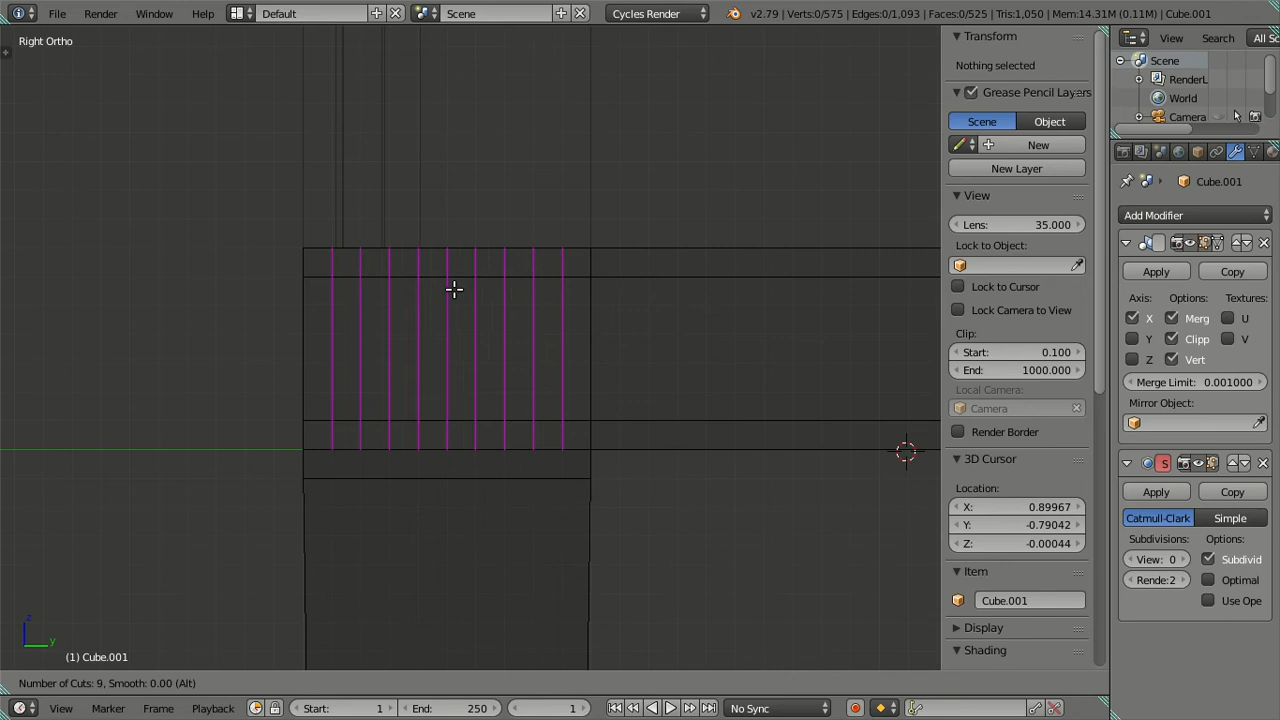 File Render Window Help Default Scene Cycles Render v2.79 | Verts:0/575 | Edges:0/1,093 | Faces:0/525 | Tris:1,050 | Mem:14.31M (0.11M) | Cube.001
Right Ortho
Transform
Nothing selected
Grease Pencil Layers
Scene Object
New
New Layer
View
Lens: 35.000
Lock to Object:
Lock to Cursor
Lock Camera to View
Clip:
Start: 0.100
End: 1000.000
Local Camera:
Camera
Render Border
3D Cursor
Location:
X: 0.89967
Y: -0.79042
Z: -0.00044
Item
Cube.001
Display
Shading
View Search All Sc
Scene
RenderL
World
Camera
Cube.001
Add Modifier
Apply Copy
Axis: Options: Textures:
X Merg U
Y Clipp V
Z Vert
Merge Limit: 0.001000
Mirror Object:
S
Apply Copy
Catmull-Clark Simple
Subdivisions: Options:
View: 0 Subdivid
Rende:2 Optimal
Use Ope
z
y
(1) Cube.001
Number of Cuts: 9, Smooth: 0.00 (Alt)
View Marker Frame Playback Start: 1 End: 250 1 No Sync